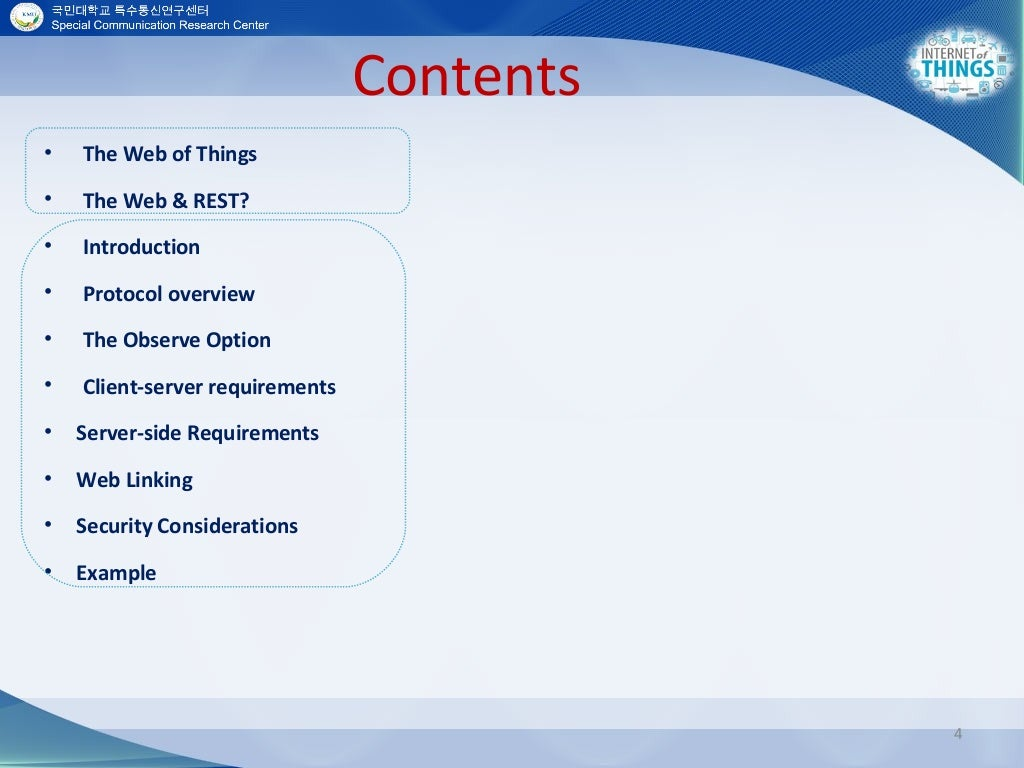 국민대학교 특수통신연구센터
Special Communication Research Center
KMU
INTERNET of
THINGS
Contents
• The Web of Things
• The Web & REST?
• Introduction
• Protocol overview
• The Observe Option
• Client-server requirements
• Server-side Requirements
• Web Linking
• Security Considerations
• Example
4